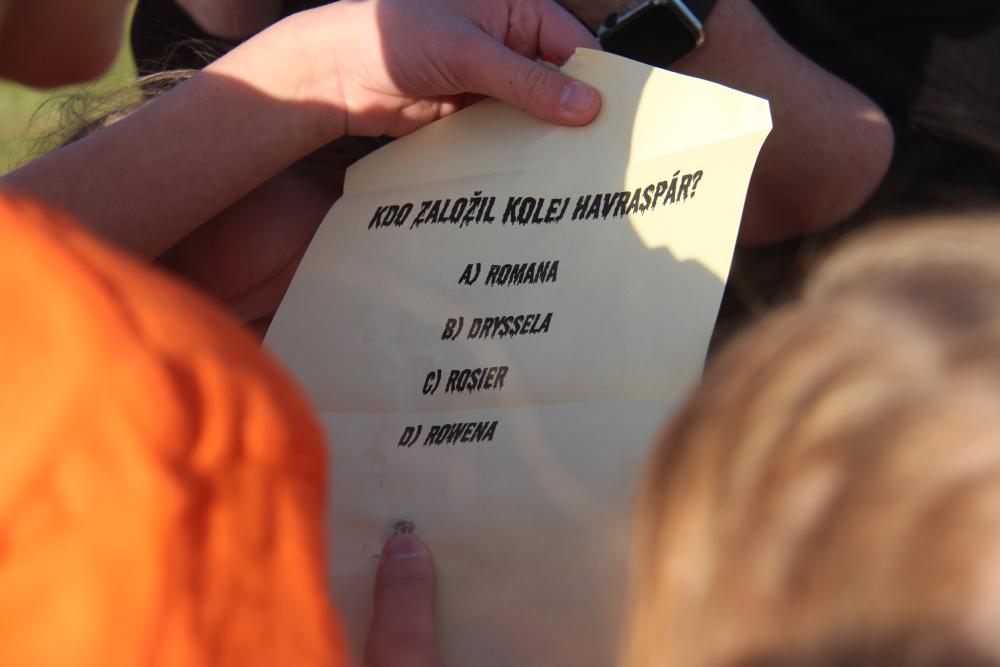 KDO ZALOŽIL KOLEJ HAVRASPÁR?
A) ROMANA
B) DRYSSELA
C) ROSIER
D) ROWENA